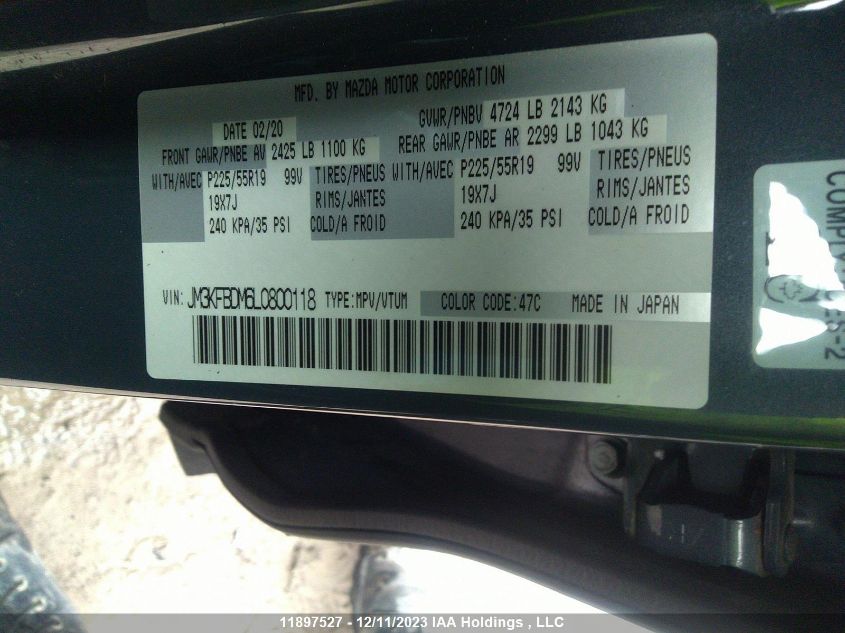 MFD. BY MAZDA MOTOR CORPORATION
DATE 02/20 GVWR/PNBV 4724 LB 2143 KG
FRONT GAWR/PNBE AV 2425 LB 1100 KG REAR GAWR/PNBE AR 2299 LB 1043 KG
WITH/AVEC P225/55R19 99V TIRES/PNEUS WITH/AVEC P225/55R19 99V TIRES/PNEUS
19X7J RIMS/JANTES 19X7J RIMS/JANTES
240 KPA/35 PSI COLD/A FROID 240 KPA/35 PSI COLD/A FROID
VIN: JM3KFBDM6L0800118 TYPE:MPV/VTUM COLOR CODE:47C MADE IN JAPAN
11897527 - 12/11/2023 IAA Holdings , LLC